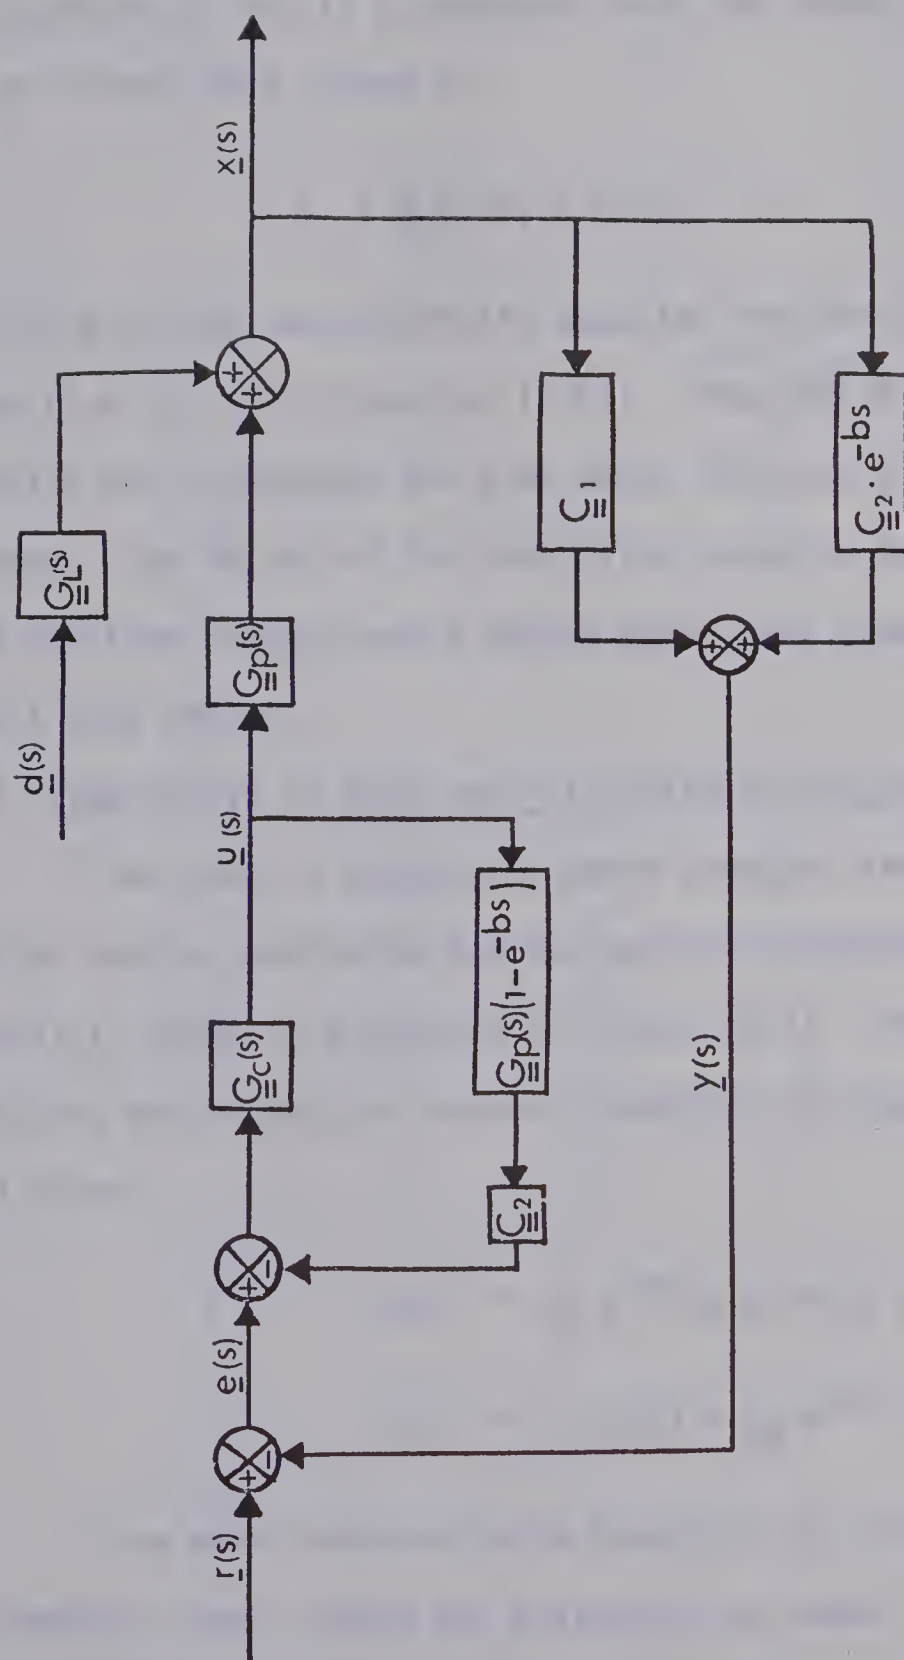 r(s)
e(s)
G_c(s)
u(s)
G_p(s)
x(s)
d(s)
G_L(s)
C_2
G_p(s)(1-e^-bs)
y(s)
C_1
C_2 · e^-bs
+
-
+
-
+
+
+
+